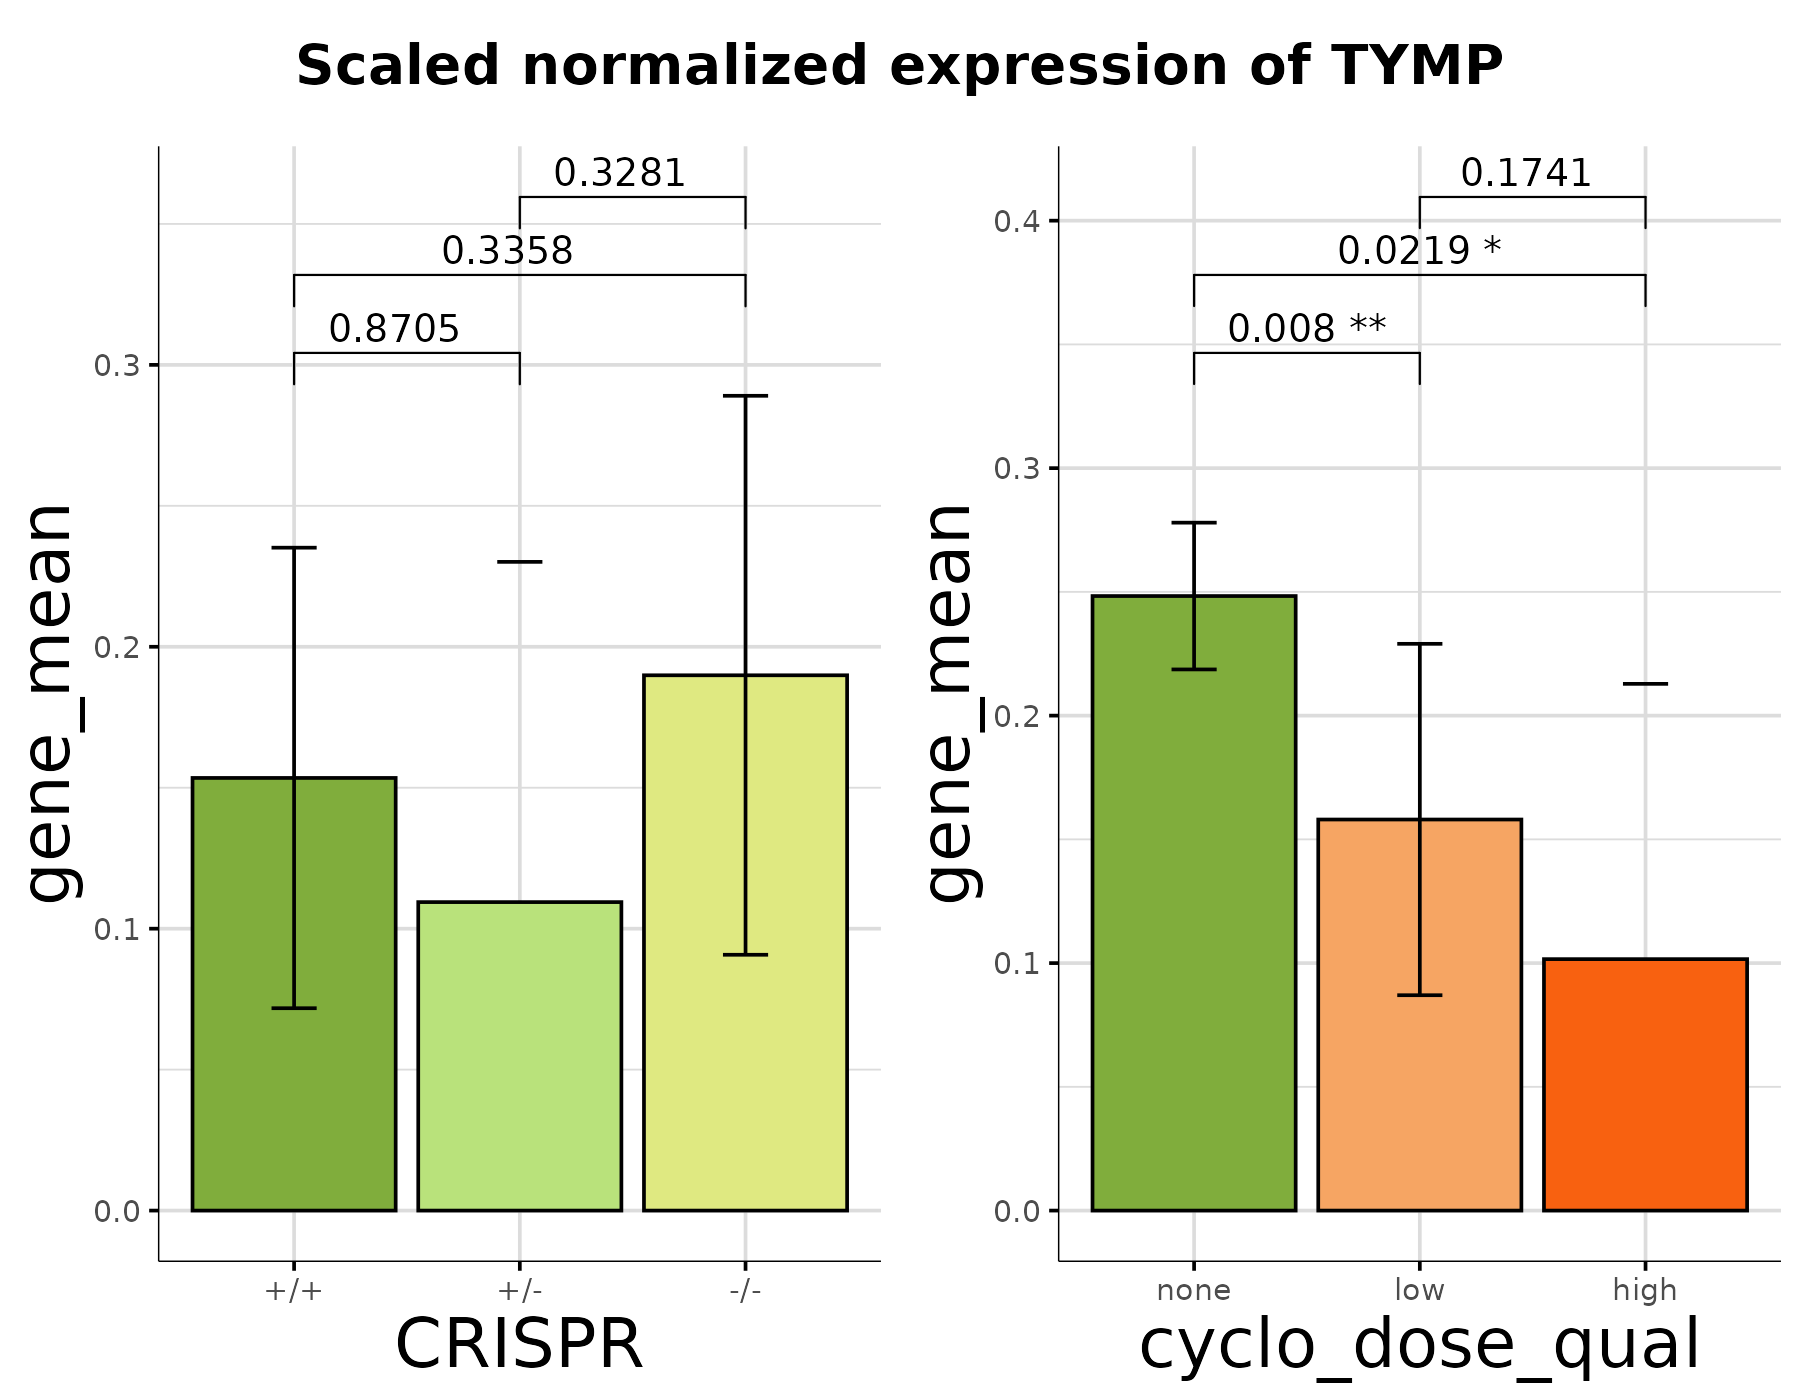 Scaled normalized expression of TYMP
0.3281
0.3358
0.8705
gene_mean
0.3
0.2
0.1
0.0
+/+ +/- -/-
CRISPR
0.1741
0.0219 *
0.008 **
gene_mean
0.4
0.3
0.2
0.1
0.0
none low high
cyclo_dose_qual